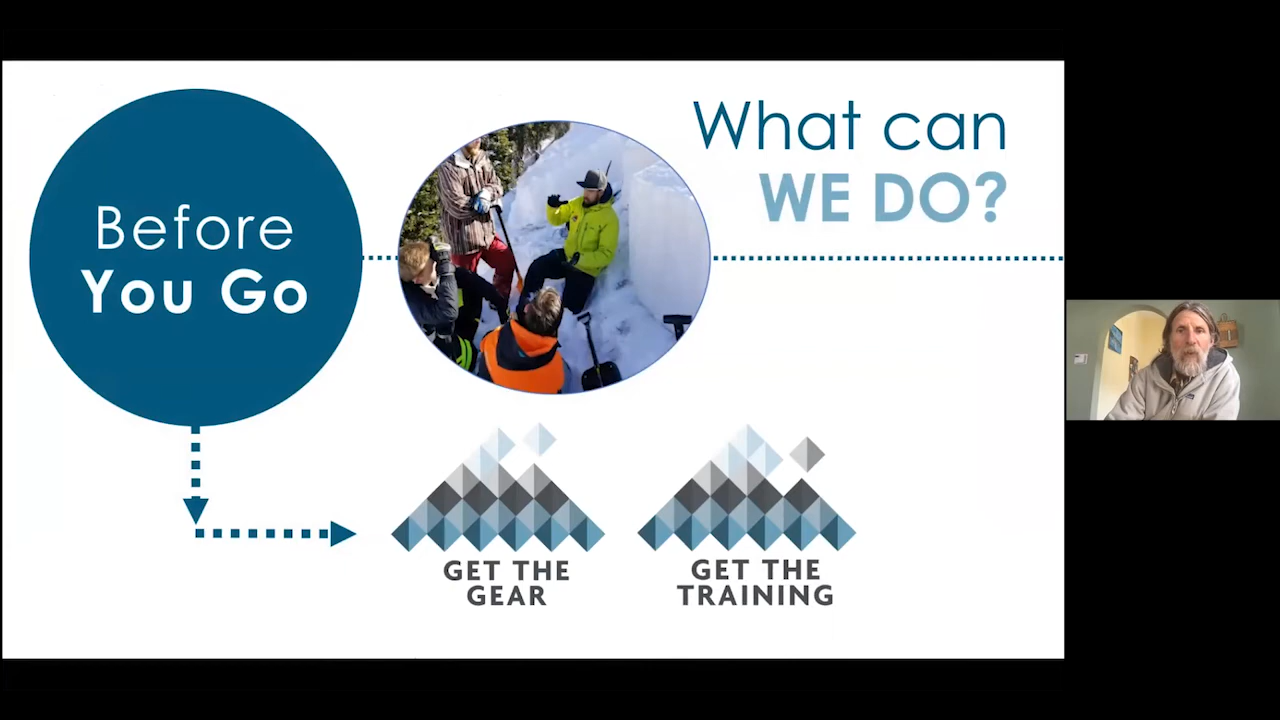 Before
You Go
What can
WE DO?
GET THE
GEAR
GET THE
TRAINING